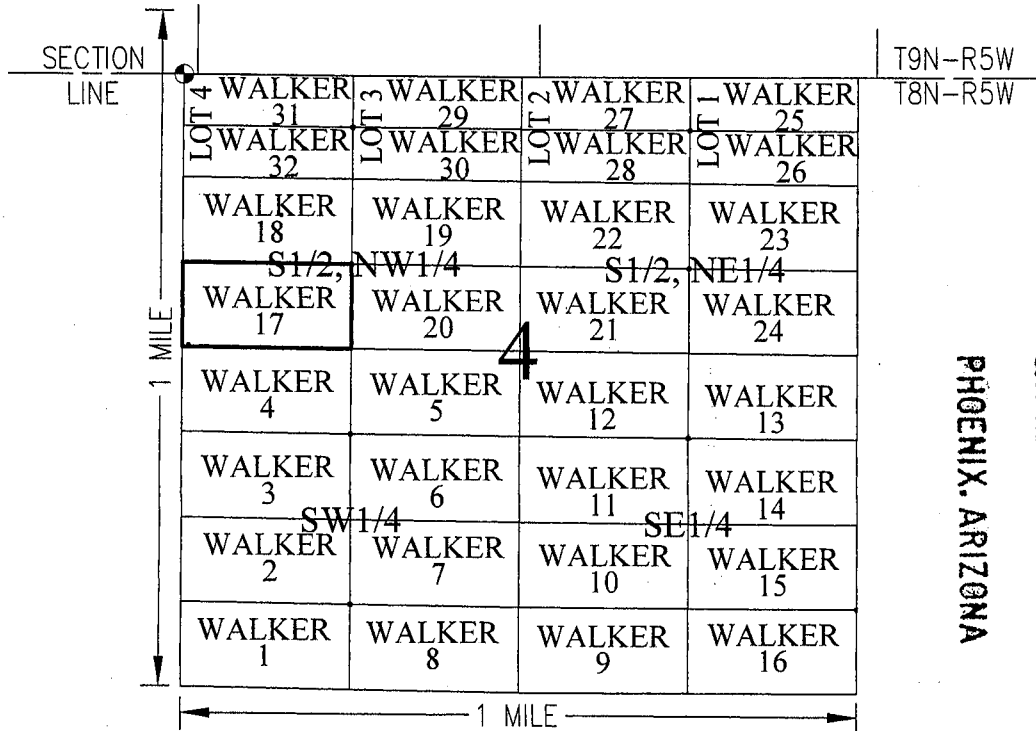 SECTION
LINE
T9N-R5W
T8N-R5W
LOT 4
WALKER
31
LOT 3
WALKER
29
LOT 2
WALKER
27
LOT 1
WALKER
25
WALKER
32
WALKER
30
WALKER
28
WALKER
26
WALKER
18
WALKER
19
WALKER
22
WALKER
23
S1/2, NW1/4
S1/2, NE1/4
WALKER
17
WALKER
20
WALKER
21
WALKER
24
4
WALKER
4
WALKER
5
WALKER
12
WALKER
13
WALKER
3
WALKER
6
WALKER
11
WALKER
14
SW1/4
SE1/4
WALKER
2
WALKER
7
WALKER
10
WALKER
15
WALKER
1
WALKER
8
WALKER
9
WALKER
16
1 MILE
1 MILE
PHOENIX. ARIZONA